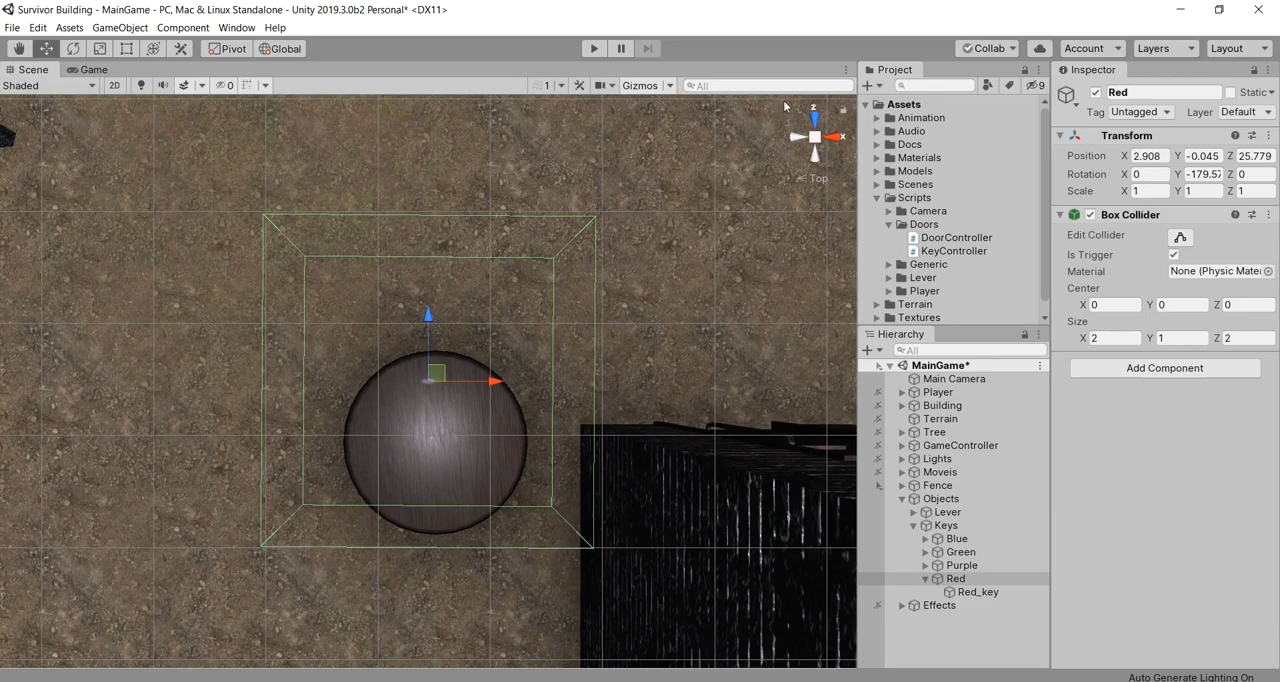 Survivor Building - MainGame - PC, Mac & Linux Standalone - Unity 2019.3.0b2 Personal* <DX11>
File Edit Assets GameObject Component Window Help
Pivot Global Collab Account Layers Layout
Scene Game
Shaded 2D 0 1 Gizmos All
z
x
Top
Project
9
Assets
Animation
Audio
Docs
Materials
Models
Scenes
Scripts
Camera
Doors
DoorController
KeyController
Generic
Lever
Player
Terrain
Textures
Hierarchy
All
MainGame*
Main Camera
Player
Building
Terrain
Tree
GameController
Lights
Moveis
Fence
Objects
Lever
Keys
Blue
Green
Purple
Red
Red_key
Effects
Inspector
Red Static
Tag Untagged Layer Default
Transform
Position X 2.908 Y -0.045 Z 25.779
Rotation X 0 Y -179.57 Z 0
Scale X 1 Y 1 Z 1
Box Collider
Edit Collider
Is Trigger
Material None (Physic Mater
Center
X 0 Y 0 Z 0
Size
X 2 Y 1 Z 2
Add Component
Auto Generate Lighting On